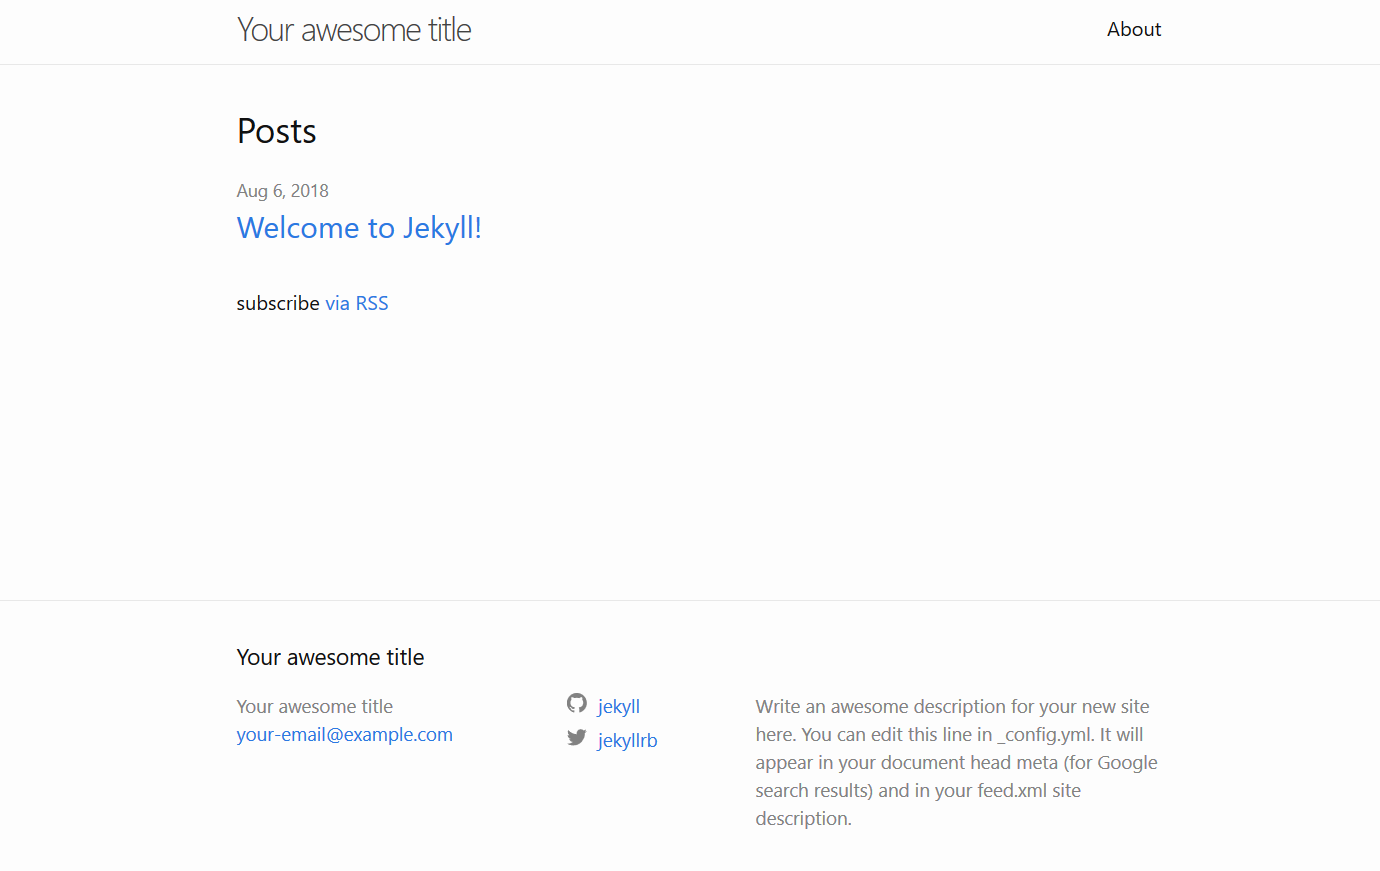 Your awesome title
About
Posts
Aug 6, 2018
Welcome to Jekyll!
subscribe via RSS
Your awesome title
Your awesome title
your-email@example.com
jekyll
jekyllrb
Write an awesome description for your new site
here. You can edit this line in _config.yml. It will
appear in your document head meta (for Google
search results) and in your feed.xml site
description.